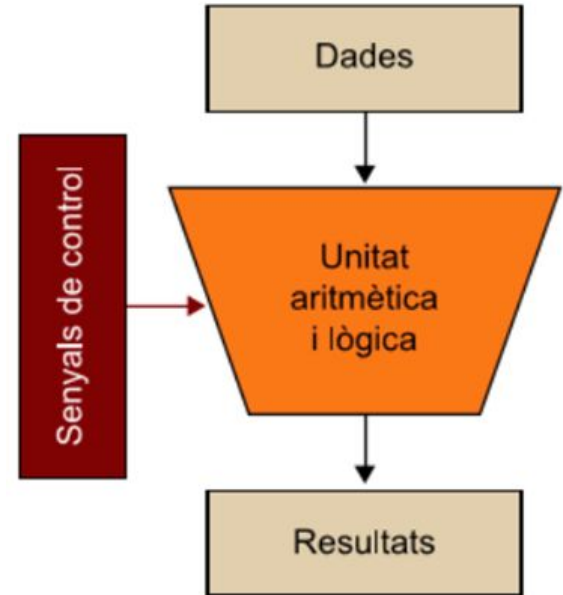 Dades
Senyals de control
Unitat
aritmètica
i lògica
Resultats